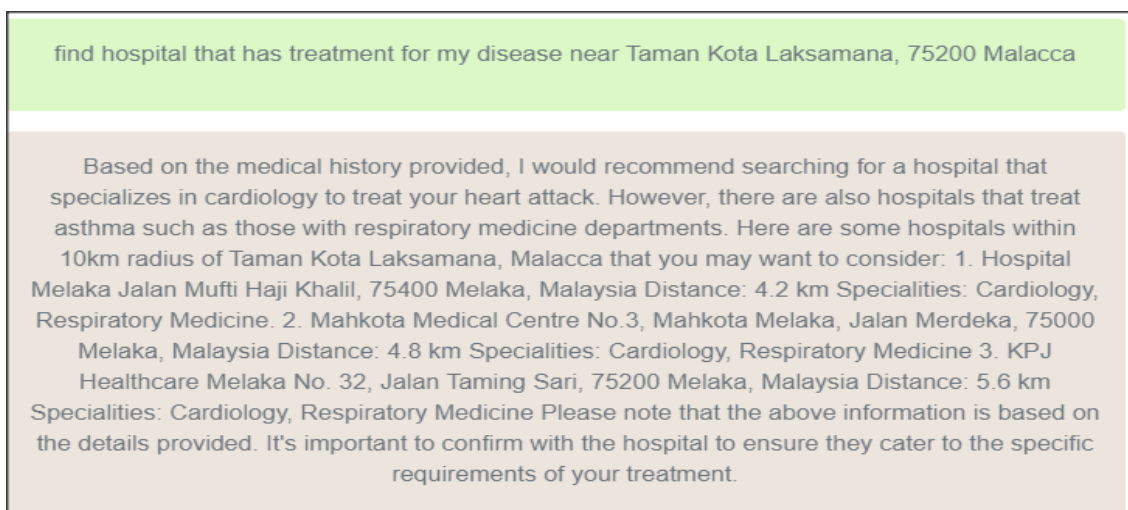 find hospital that has treatment for my disease near Taman Kota Laksamana, 75200 Malacca
Based on the medical history provided, I would recommend searching for a hospital that
specializes in cardiology to treat your heart attack. However, there are also hospitals that treat
asthma such as those with respiratory medicine departments. Here are some hospitals within
10km radius of Taman Kota Laksamana, Malacca that you may want to consider: 1. Hospital
Melaka Jalan Mufti Haji Khalil, 75400 Melaka, Malaysia Distance: 4.2 km Specialities: Cardiology,
Respiratory Medicine. 2. Mahkota Medical Centre No.3, Mahkota Melaka, Jalan Merdeka, 75000
Melaka, Malaysia Distance: 4.8 km Specialities: Cardiology, Respiratory Medicine 3. KPJ
Healthcare Melaka No. 32, Jalan Taming Sari, 75200 Melaka, Malaysia Distance: 5.6 km
Specialities: Cardiology, Respiratory Medicine Please note that the above information is based on
the details provided. It's important to confirm with the hospital to ensure they cater to the specific
requirements of your treatment.